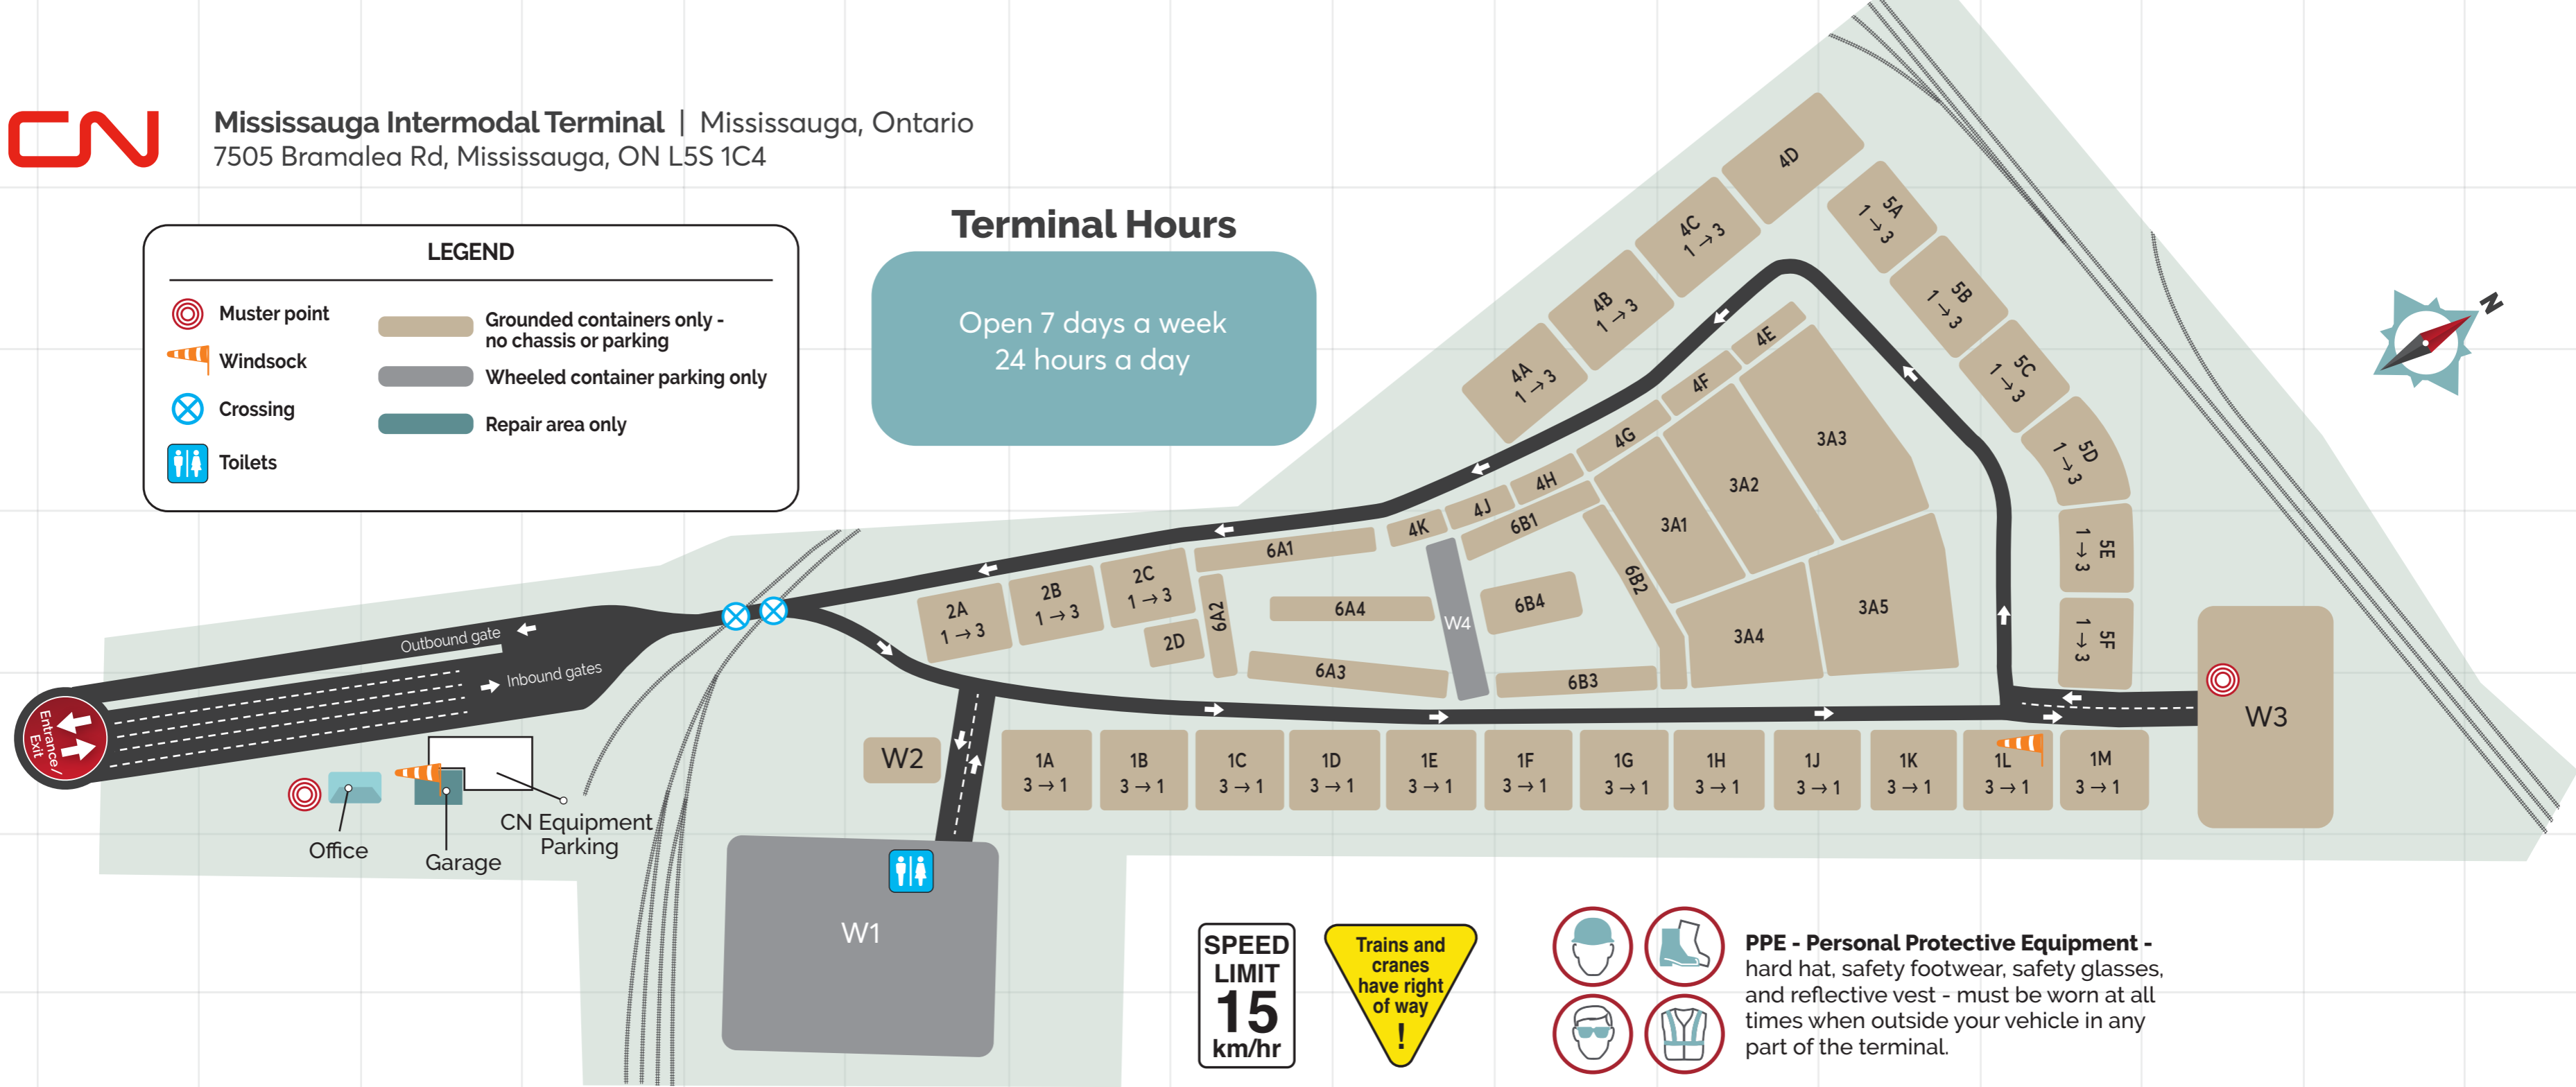 CN
Mississauga Intermodal Terminal | Mississauga, Ontario
7505 Bramalea Rd, Mississauga, ON L5S 1C4
LEGEND
Muster point
Windsock
Crossing
Toilets
Grounded containers only -
no chassis or parking
Wheeled container parking only
Repair area only
Terminal Hours
Open 7 days a week
24 hours a day
N
4D
4C
1 → 3
4B
1 → 3
4A
1 → 3
5A
1 → 3
5B
1 → 3
5C
1 → 3
5D
1 → 3
5E
1 → 3
5F
1 → 3
4E
4F
4G
4H
4J
4K
3A3
3A2
3A1
3A4
3A5
6B1
6B2
6B3
6B4
W4
6A1
6A2
6A3
6A4
2A
1 → 3
2B
1 → 3
2C
1 → 3
2D
Outbound gate
Inbound gates
Entrance/
Exit
Office
Garage
CN Equipment
Parking
W2
W1
W3
1A
3 → 1
1B
3 → 1
1C
3 → 1
1D
3 → 1
1E
3 → 1
1F
3 → 1
1G
3 → 1
1H
3 → 1
1J
3 → 1
1K
3 → 1
1L
3 → 1
1M
3 → 1
SPEED
LIMIT
15
km/hr
Trains and
cranes
have right
of way
!
PPE - Personal Protective Equipment -
hard hat, safety footwear, safety glasses,
and reflective vest - must be worn at all
times when outside your vehicle in any
part of the terminal.